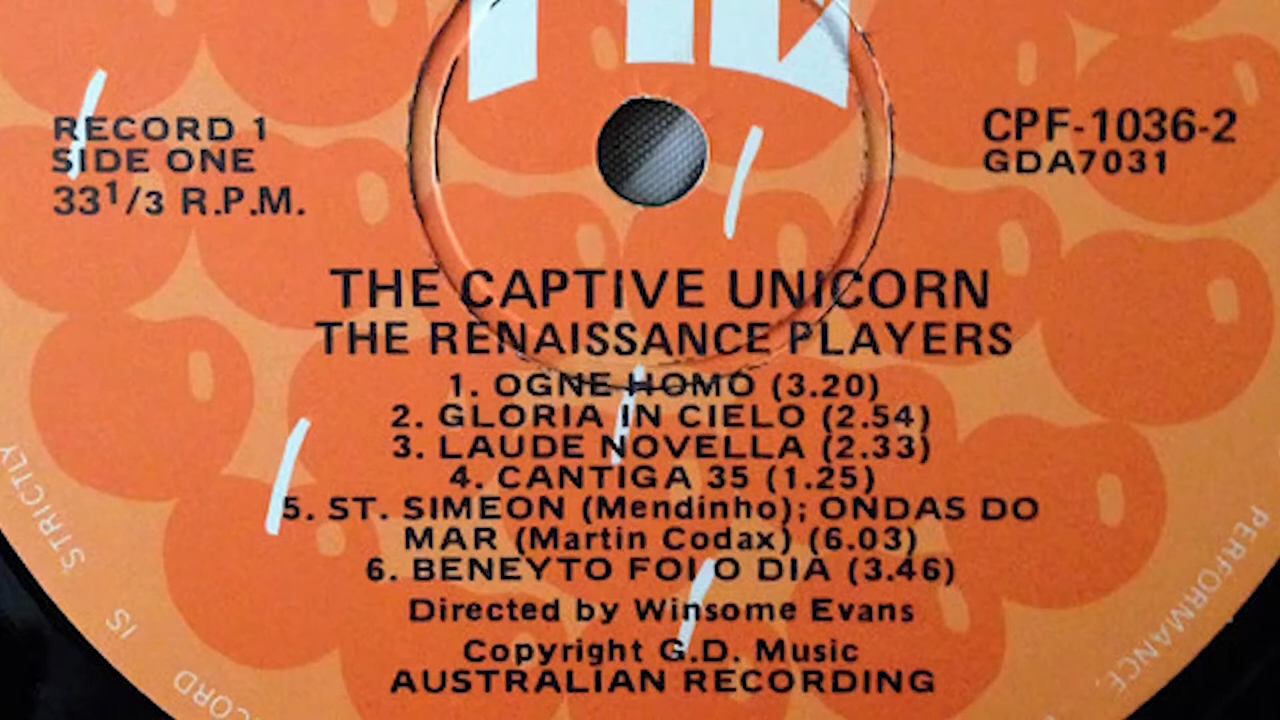 RECORD 1
SIDE ONE
33 1/3 R.P.M.
CPF-1036-2
GDA7031
THE CAPTIVE UNICORN
THE RENAISSANCE PLAYERS
1. OGNE HOMO (3.20)
2. GLORIA IN CIELO (2.54)
3. LAUDE NOVELLA (2.33)
4. CANTIGA 35 (1.25)
5. ST. SIMEON (Mendinho); ONDAS DO
MAR (Martin Codax) (6.03)
6. BENEYTO FOI O DIA (3.46)
Directed by Winsome Evans
Copyright G.D. Music
AUSTRALIAN RECORDING
STRICTLY
IS
PERFORMANCE,